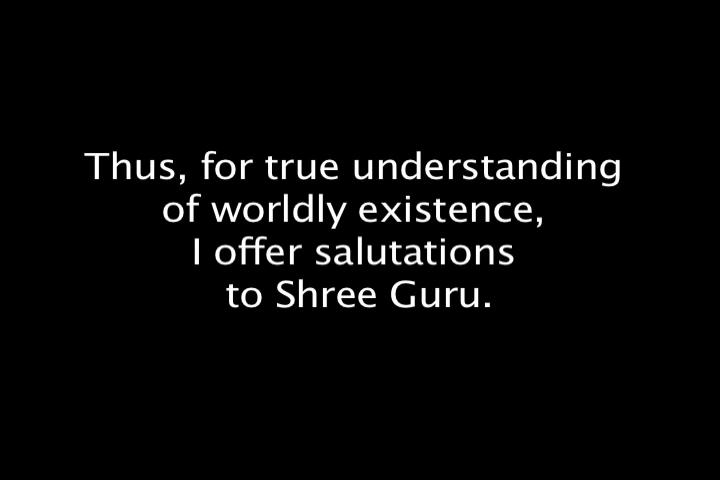 Thus, for true understanding
of worldly existence,
I offer salutations
to Shree Guru.